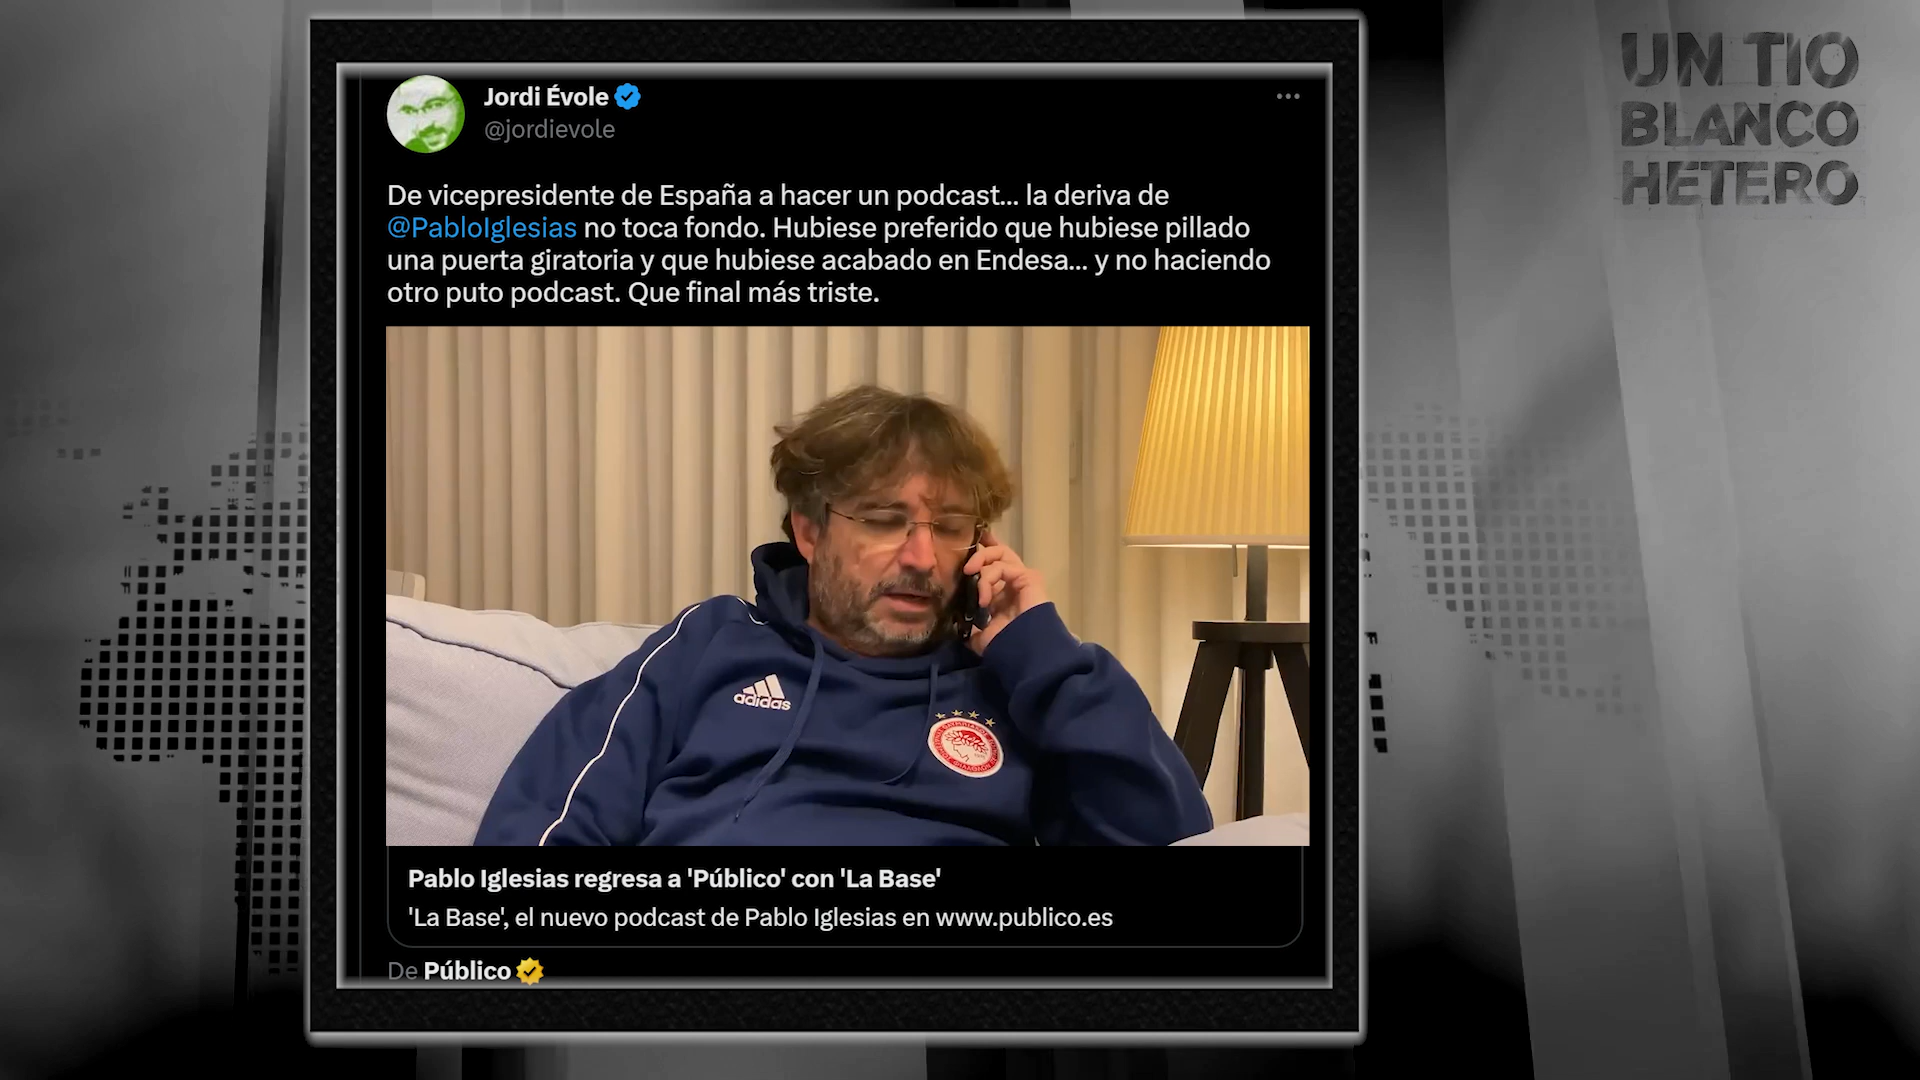 UN TIO
BLANCO
HETERO
Jordi Évole
@jordievole
De vicepresidente de España a hacer un podcast... la deriva de
@PabloIglesias no toca fondo. Hubiese preferido que hubiese pillado
una puerta giratoria y que hubiese acabado en Endesa... y no haciendo
otro puto podcast. Que final más triste.
adidas
Pablo Iglesias regresa a 'Público' con 'La Base'
'La Base', el nuevo podcast de Pablo Iglesias en www.publico.es
De Público